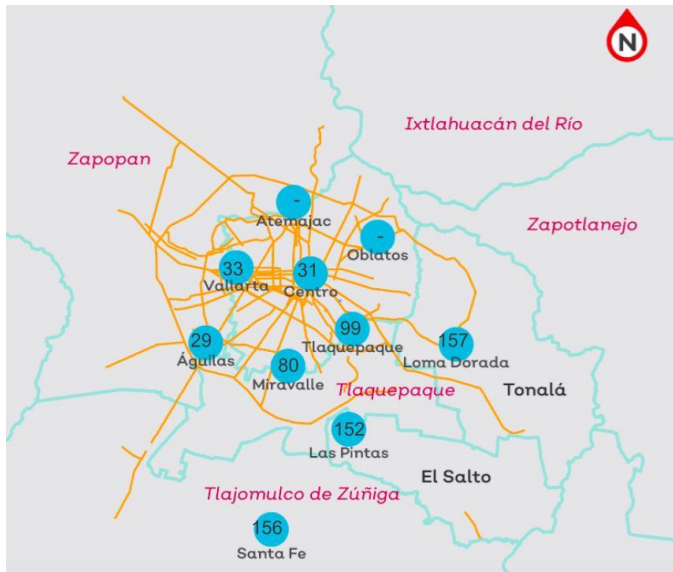 N
Ixtlahuacán del Río
Zapopan
-
Atemajac
Zapotlanejo
-
Oblatos
33
Vallarta
31
Centro
99
Tlaquepaque
29
Águilas
157
Loma Dorada
80
Miravalle
Tlaquepaque
Tonalá
152
Las Pintas
El Salto
Tlajomulco de Zúñiga
156
Santa Fe